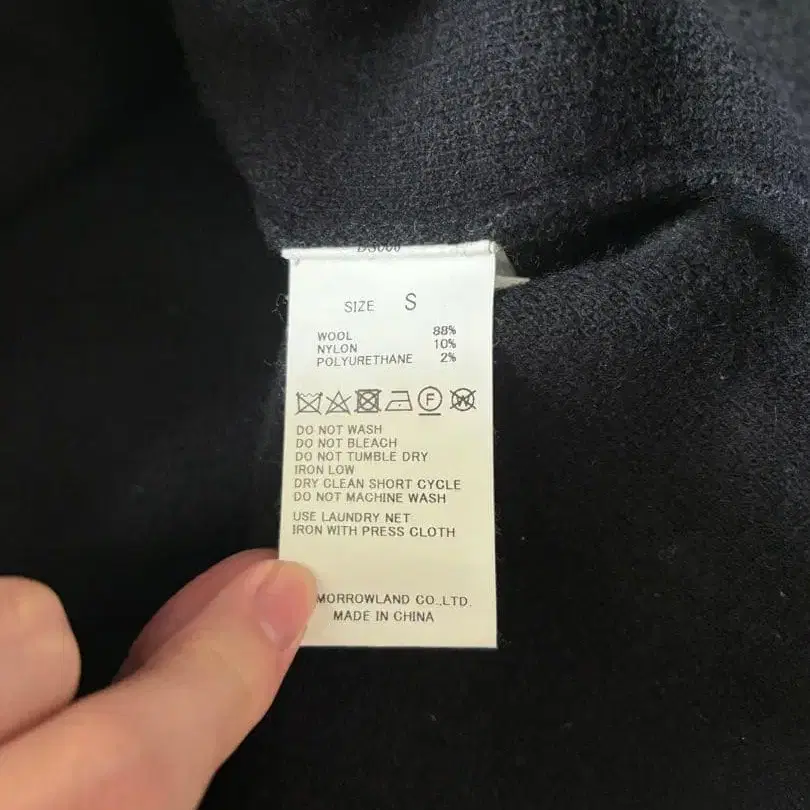 SIZE S
WOOL 88%
NYLON 10%
POLYURETHANE 2%
F W
DO NOT WASH
DO NOT BLEACH
DO NOT TUMBLE DRY
IRON LOW
DRY CLEAN SHORT CYCLE
DO NOT MACHINE WASH
USE LAUNDRY NET
IRON WITH PRESS CLOTH
MORROWLAND CO.,LTD.
MADE IN CHINA